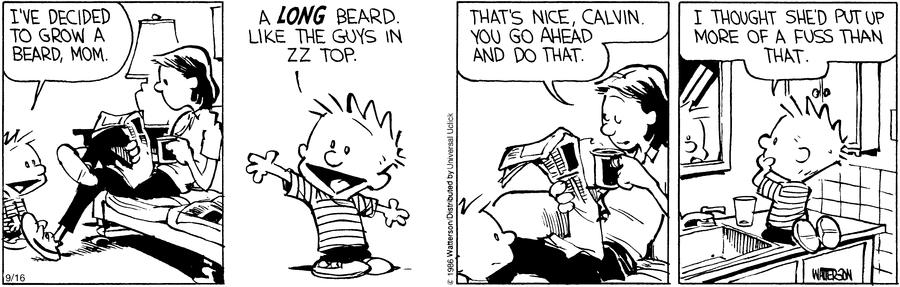 I'VE DECIDED
TO GROW A
BEARD, MOM.
9/16
A LONG BEARD.
LIKE THE GUYS IN
ZZ TOP.
© 1986 Watterson/Distributed by Universal Uclick
THAT'S NICE, CALVIN.
YOU GO AHEAD
AND DO THAT.
I THOUGHT SHE'D PUT UP
MORE OF A FUSS THAN
THAT.
WATTERSON